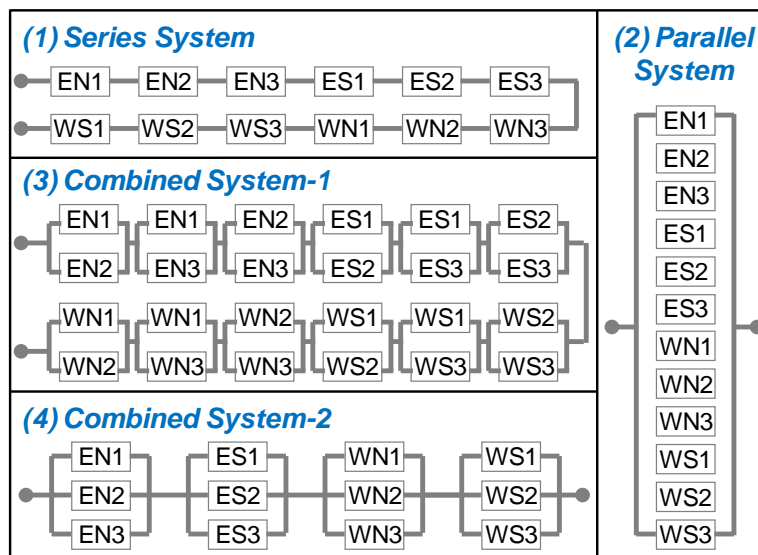 (1) Series System
EN1 EN2 EN3 ES1 ES2 ES3
WS1 WS2 WS3 WN1 WN2 WN3
(2) Parallel
System
EN1
EN2
EN3
ES1
ES2
ES3
WN1
WN2
WN3
WS1
WS2
WS3
(3) Combined System-1
EN1 EN1 EN2 ES1 ES1 ES2
EN2 EN3 EN3 ES2 ES3 ES3
WN1 WN1 WN2 WS1 WS1 WS2
WN2 WN3 WN3 WS2 WS3 WS3
(4) Combined System-2
EN1 ES1 WN1 WS1
EN2 ES2 WN2 WS2
EN3 ES3 WN3 WS3